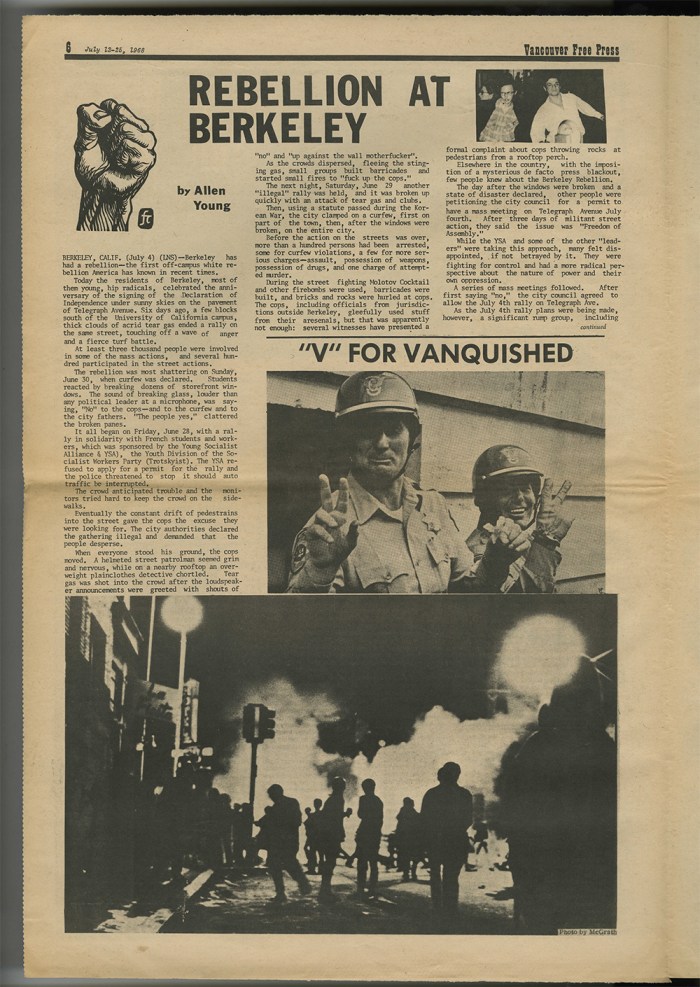 6 July 12-25, 1968
Vancouver Free Press
REBELLION AT
BERKELEY
by Allen
Young
BERKELEY, CALIF. (July 4) (LNS)—Berkeley has
had a rebellion—the first off-campus white re-
bellion America has known in recent times.
Today the residents of Berkeley, most of
them young, hip radicals, celebrated the anni-
versary of the signing of the Declaration of
Independence under sunny skies on the pavement
of Telegraph Avenue. Six days ago, a few blocks
south of the University of California campus,
thick clouds of acrid tear gas ended a rally on
the same street, touching off a wave of anger
and a fierce turf battle.
At least three thousand people were involved
in some of the mass actions, and several hun-
dred participated in the street actions.
The rebellion was most shattering on Sunday,
June 30, when curfew was declared. Students
reacted by breaking dozens of storefront win-
dows. The sound of breaking glass, louder than
any political leader at a microphone, was say-
ing, "No" to the cops—and to the curfew and to
the city fathers. "The people yes," clattered
the broken panes.
It all began on Friday, June 28, with a ral-
ly in solidarity with French students and work-
ers, which was sponsored by the Young Socialist
Alliance & YSA), the Youth Division of the So-
cialist Workers Party (Trotskyist). The YSA re-
fused to apply for a permit for the rally and
the police threatened to stop it should auto
traffic be interrupted.
The crowd anticipated trouble and the moni-
tors tried hard to keep the crowd on the side-
walks.
Eventually the constant drift of pedestrains
into the street gave the cops the excuse they
were looking for. The city authorities declared
the gathering illegal and demanded that the
people desperse.
When everyone stood his ground, the cops
moved. A helmeted street patrolman seemed grim
and nervous, while on a nearby rooftop an over-
weight plainclothes detective chortled. Tear
gas was shot into the crowd after the loudspeak-
er announcements were greeted with shouts of
"no" and "up against the wall motherfucker".
As the crowds dispersed, fleeing the sting-
ing gas, small groups built barricades and
started small fires to "fuck up the cops."
The next night, Saturday, June 29 another
"illegal" rally was held, and it was broken up
quickly with an attack of tear gas and clubs.
Then, using a statute passed during the Kor-
ean War, the city clamped on a curfew, first on
part of the town, then, after the windows were
broken, on the entire city.
Before the action on the streets was over,
more than a hundred persons had been arrested,
some for curfew violations, a few for more ser-
ious charges—assault, possession of weapons,
possession of drugs, and one charge of attempt-
ed murder.
During the street fighting Molotov Cocktail
and other firebombs were used, barricades were
built, and bricks and rocks were hurled at cops.
The cops, including officials from jurisdic-
tions outside Berkeley, gleefully used stuff
from their arsenals, but that was apparently
not enough: several witnesses have presented a
formal complaint about cops throwing rocks at
pedestrians from a rooftop perch.
Elsewhere in the country, with the imposi-
tion of a mysterious de facto press blackout,
few people knew about the Berkeley Rebellion.
The day after the windows were broken and a
state of disaster declared, other people were
petitioning the city council for a permit to
have a mass meeting on Telegraph Avenue July
fourth. After three days of militant street
action, they said the issue was "Freedom of
Assembly."
While the YSA and some of the other "lead-
ers" were taking this approach, many felt dis-
appointed, if not betrayed by it. They were
fighting for control and had a more radical per-
spective about the nature of power and their
own oppression.
A series of mass meetings followed. After
first saying "no," the city council agreed to
allow the July 4th rally on Telegraph Ave.
As the July 4th rally plans were being made,
however, a significant rump group, including
continued
"V" FOR VANQUISHED
Photo by McGrath